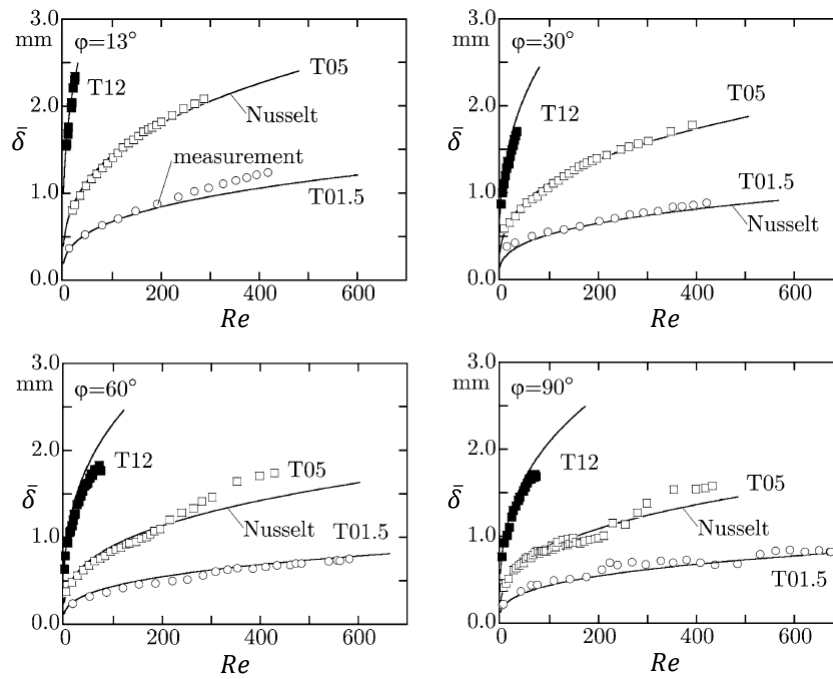 3.0
mm
φ=13°
T12
T05
2.0
Nusselt
δ̄
measurement
1.0
T01.5
0.0
0 200 400 600
Re
3.0
mm
φ=30°
T12
T05
2.0
δ̄
T01.5
1.0
Nusselt
0.0
0 200 400 600
Re
3.0
mm
φ=60°
T12
2.0
T05
δ̄
Nusselt
1.0
T01.5
0.0
0 200 400 600
Re
3.0
mm
φ=90°
T12
2.0
T05
δ̄
Nusselt
1.0
T01.5
0.0
0 200 400 600
Re